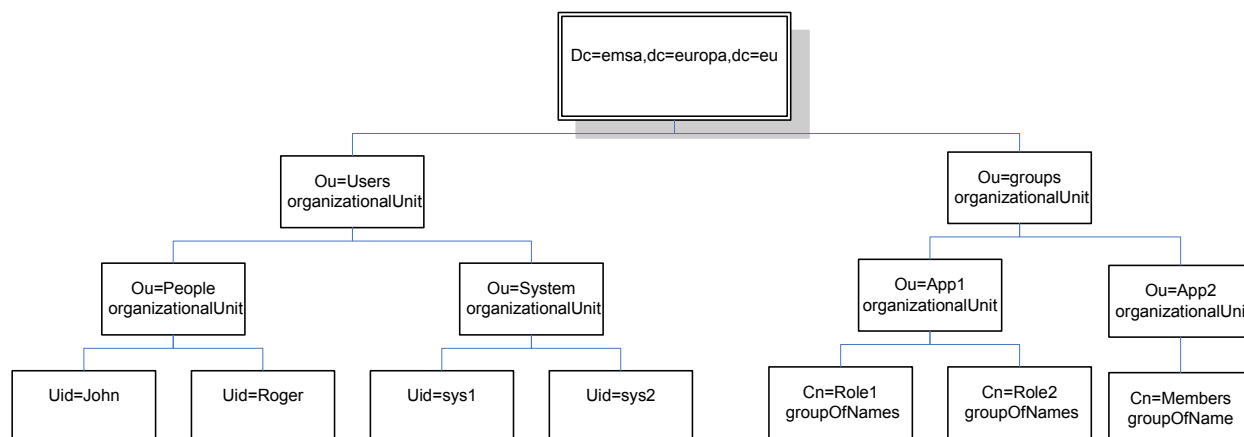 Dc=emsa,dc=europa,dc=eu
Ou=Users
organizationalUnit
Ou=groups
organizationalUnit
Ou=People
organizationalUnit
Ou=System
organizationalUnit
Ou=App1
organizationalUnit
Ou=App2
organizationalUnit
Uid=John
Uid=Roger
Uid=sys1
Uid=sys2
Cn=Role1
groupOfNames
Cn=Role2
groupOfNames
Cn=Members
groupOfName